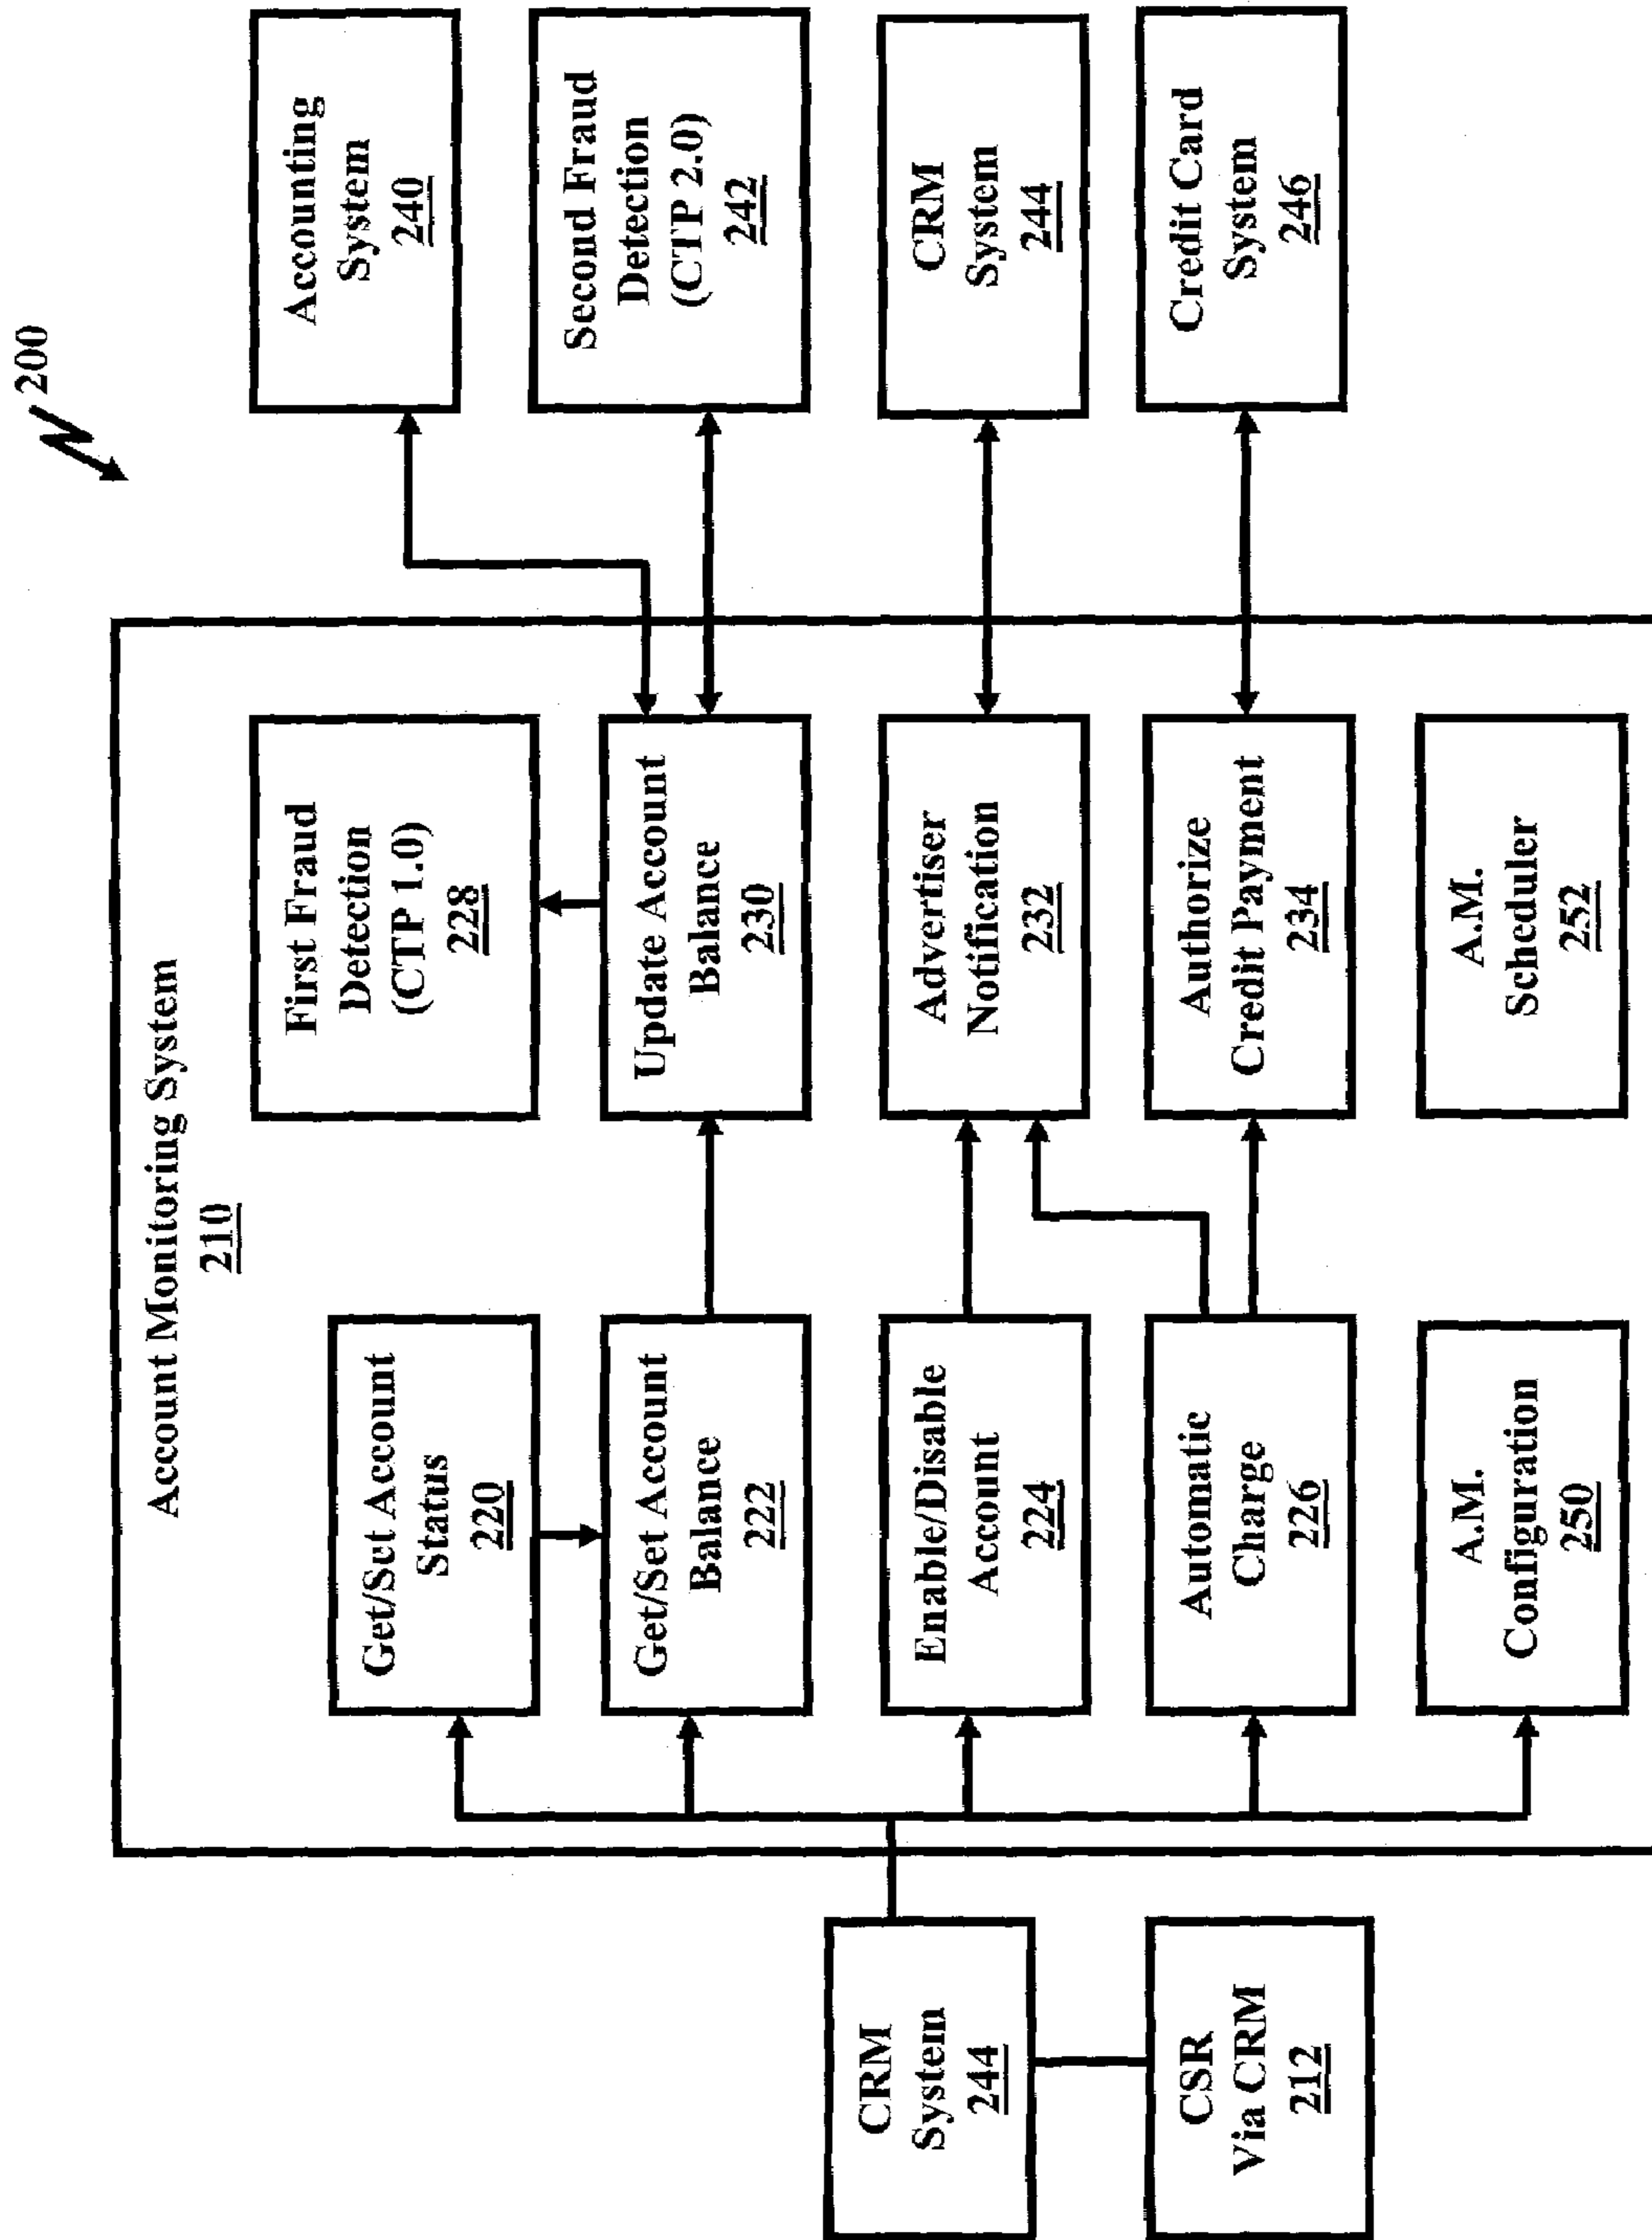 200
Account Monitoring System
210
CRM
System
244
CSR
Via CRM
212
Get/Set Account
Status
220
Get/Set Account
Balance
222
Enable/Disable
Account
224
Automatic
Charge
226
A.M.
Configuration
250
First Fraud
Detection
(CTP 1.0)
228
Update Account
Balance
230
Advertiser
Notification
232
Authorize
Credit Payment
234
A.M.
Scheduler
252
Accounting
System
240
Second Fraud
Detection
(CTP 2.0)
242
CRM
System
244
Credit Card
System
246